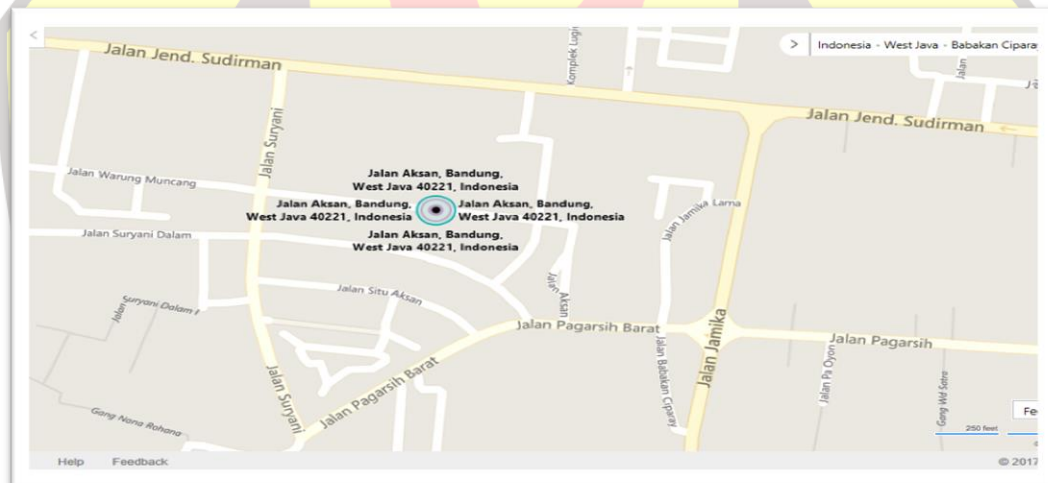 Indonesia - West Java - Babakan Cipara
Jalan Jend. Sudirman
Komplek Lugi
Jalan
Jalan Jend. Sudirman
Jalan Suryani
Jalan Warung Muncang
Jalan Aksan, Bandung,
West Java 40221, Indonesia
Jalan Aksan, Bandung,
West Java 40221, Indonesia
Jalan Aksan, Bandung,
West Java 40221, Indonesia
Jalan Aksan, Bandung,
West Java 40221, Indonesia
Jalan Jamika Lama
Jalan Suryani Dalam
Jalan Situ Aksan
Jalan Aksan
Jalan Suryani Dalam I
Jalan Pagarsih Barat
Jalan Jamika
Jalan Pagarsih
Jalan Babakan Ciparay
Jalan Pa Oyon
Gang Wd Satra
Jalan Suryani
Jalan Pagarsih Barat
Gang Nana Rohana
Fe
250 feet
Help
Feedback
© 2017